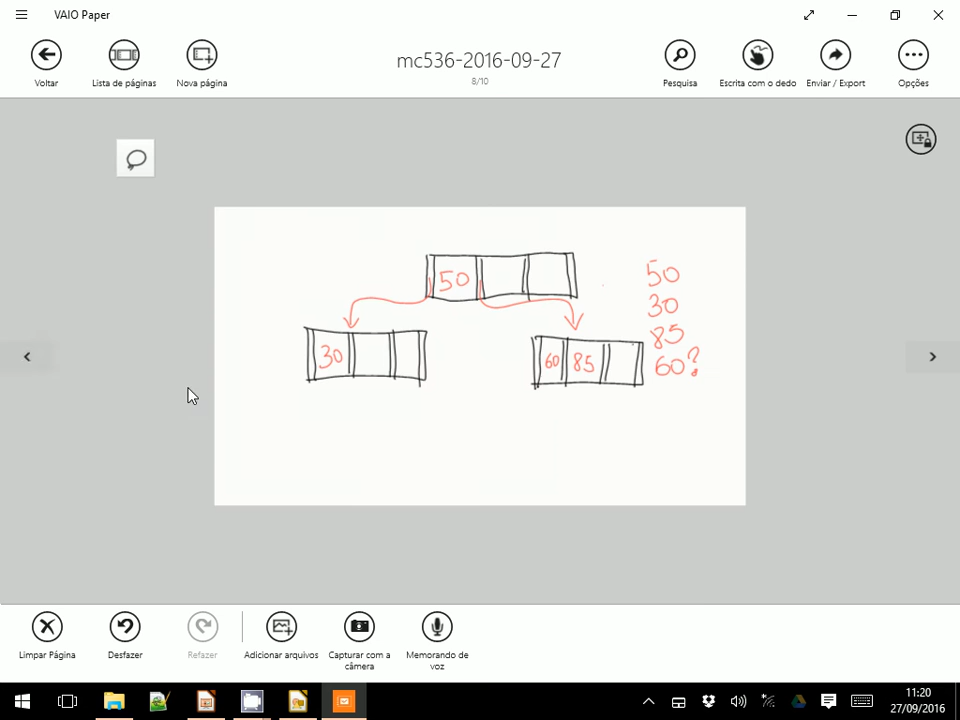 VAIO Paper
Voltar
Lista de páginas
Nova página
mc536-2016-09-27
8/10
Pesquisa
Escrita com o dedo
Enviar / Export
Opções
50
50
30
30
85
60 85
60?
Limpar Página
Desfazer
Refazer
Adicionar arquivos
Capturar com a
câmera
Memorando de
voz
11:20
27/09/2016